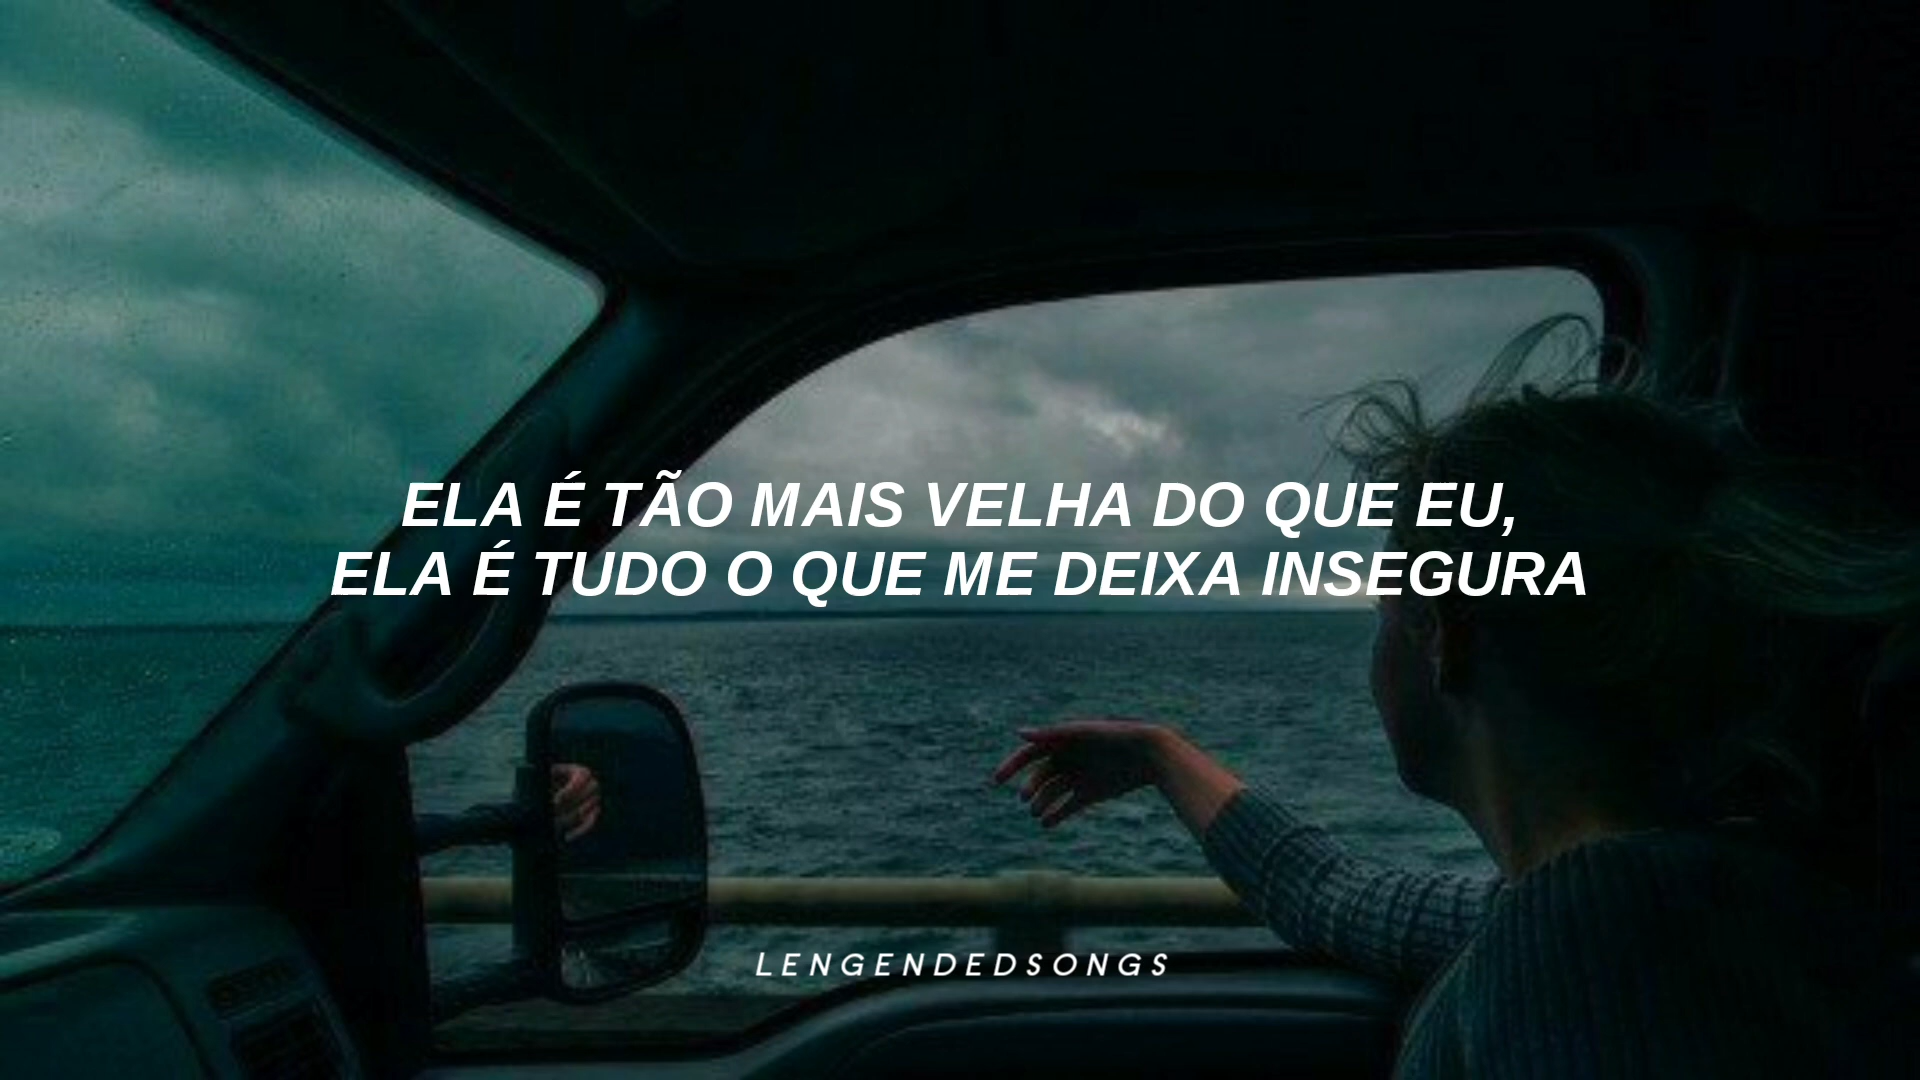 ELA É TÃO MAIS VELHA DO QUE EU,
ELA É TUDO O QUE ME DEIXA INSEGURA
LENGENDEDSONGS